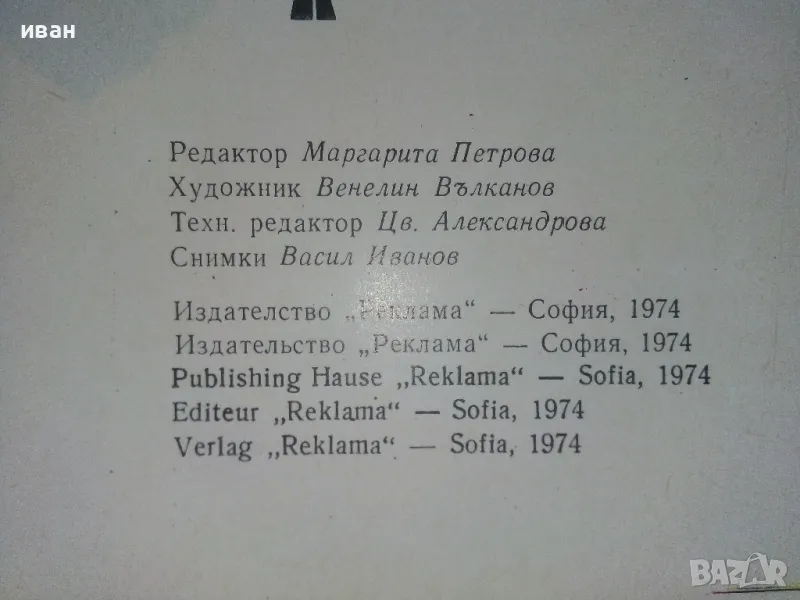 иван
Редактор Маргарита Петрова
Художник Венелин Вълканов
Техн. редактор Цв. Александрова
Снимки Васил Иванов
Издателство „Реклама“ — София, 1974
Издательство „Реклама“ — София, 1974
Publishing Hause „Reklama“ — Sofia, 1974
Editeur „Reklama“ — Sofia, 1974
Verlag „Reklama“ — Sofia, 1974
BAZAR